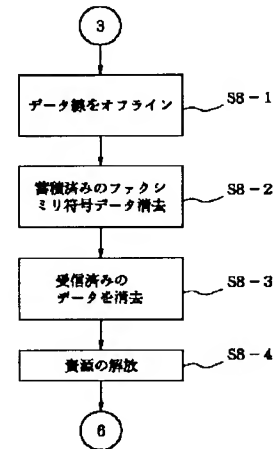 3
データ線をオフライン
S8-1
蓄積済みのファクシ
ミリ符号データ消去
S8-2
受信済みの
データを消去
S8-3
資源の解放
S8-4
6